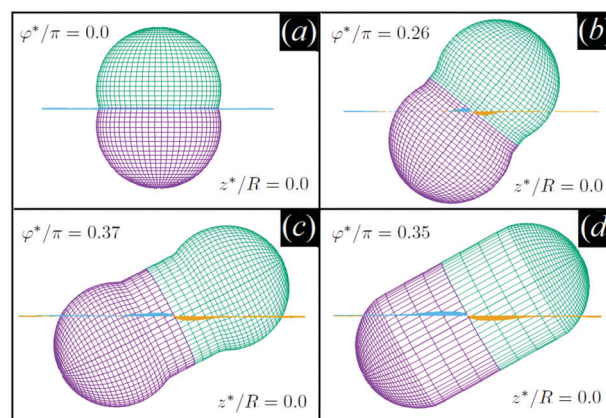 φ*/π = 0.0
(a)
z*/R = 0.0
φ*/π = 0.26
(b)
z*/R = 0.0
φ*/π = 0.37
(c)
z*/R = 0.0
φ*/π = 0.35
(d)
z*/R = 0.0